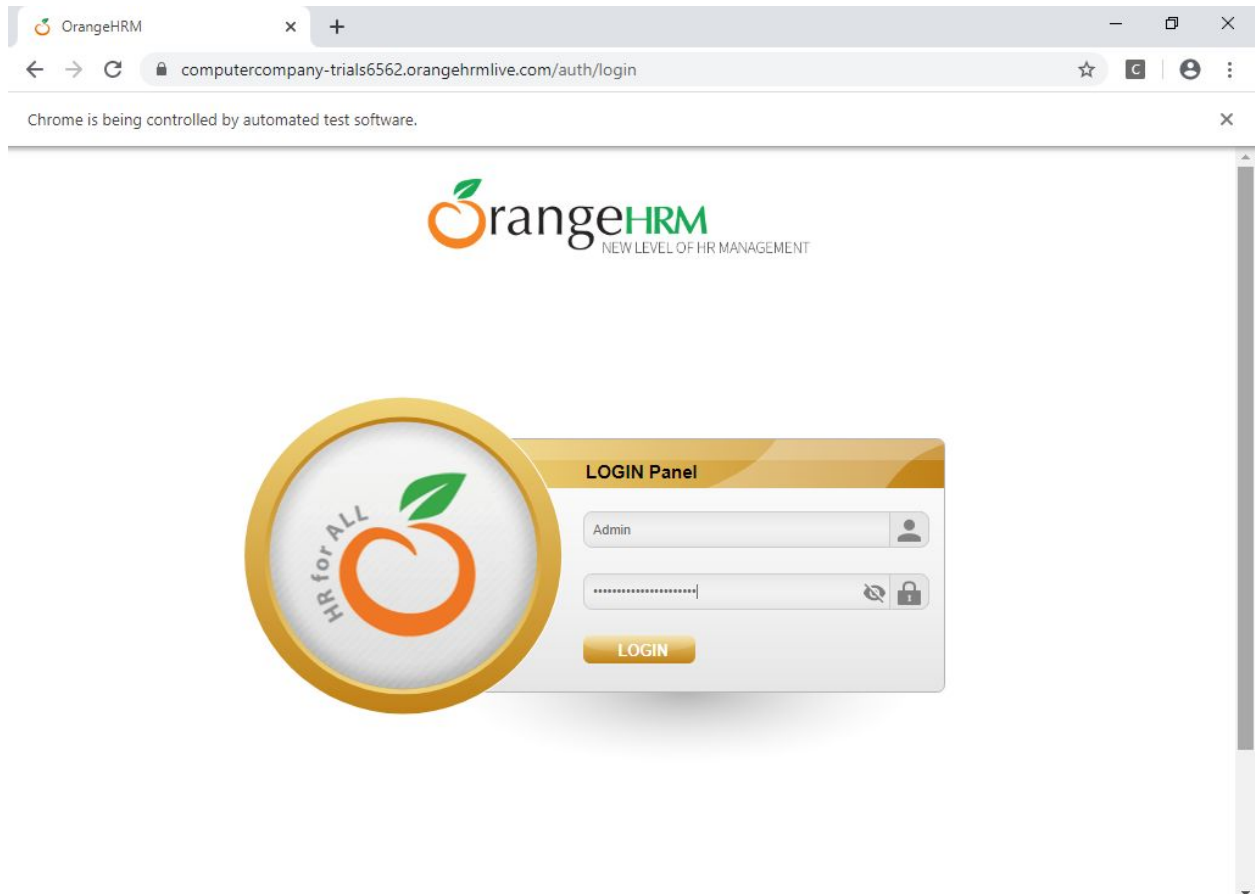 OrangeHRM
computercompany-trials6562.orangehrmlive.com/auth/login
C
Chrome is being controlled by automated test software.
OrangeHRM
NEW LEVEL OF HR MANAGEMENT
HR for ALL
LOGIN Panel
Admin
LOGIN